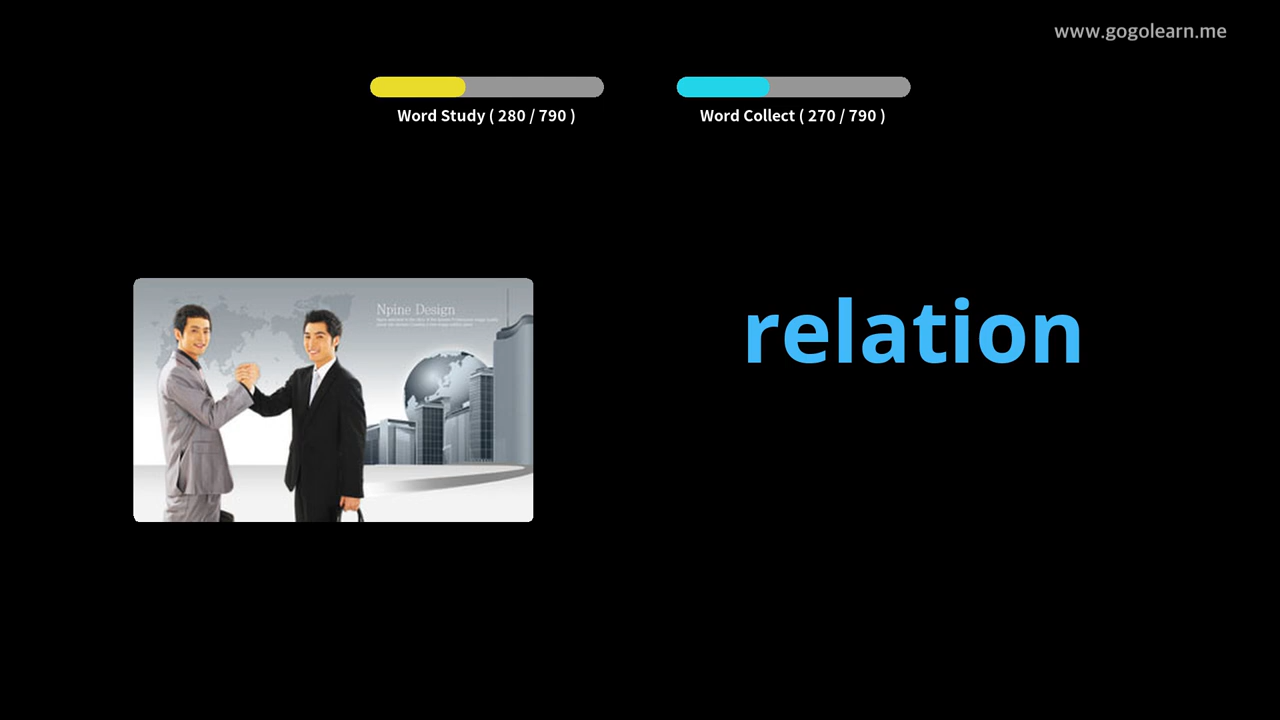 www.gogolearn.me
Word Study ( 280 / 790 )
Word Collect ( 270 / 790 )
Npine Design
relation